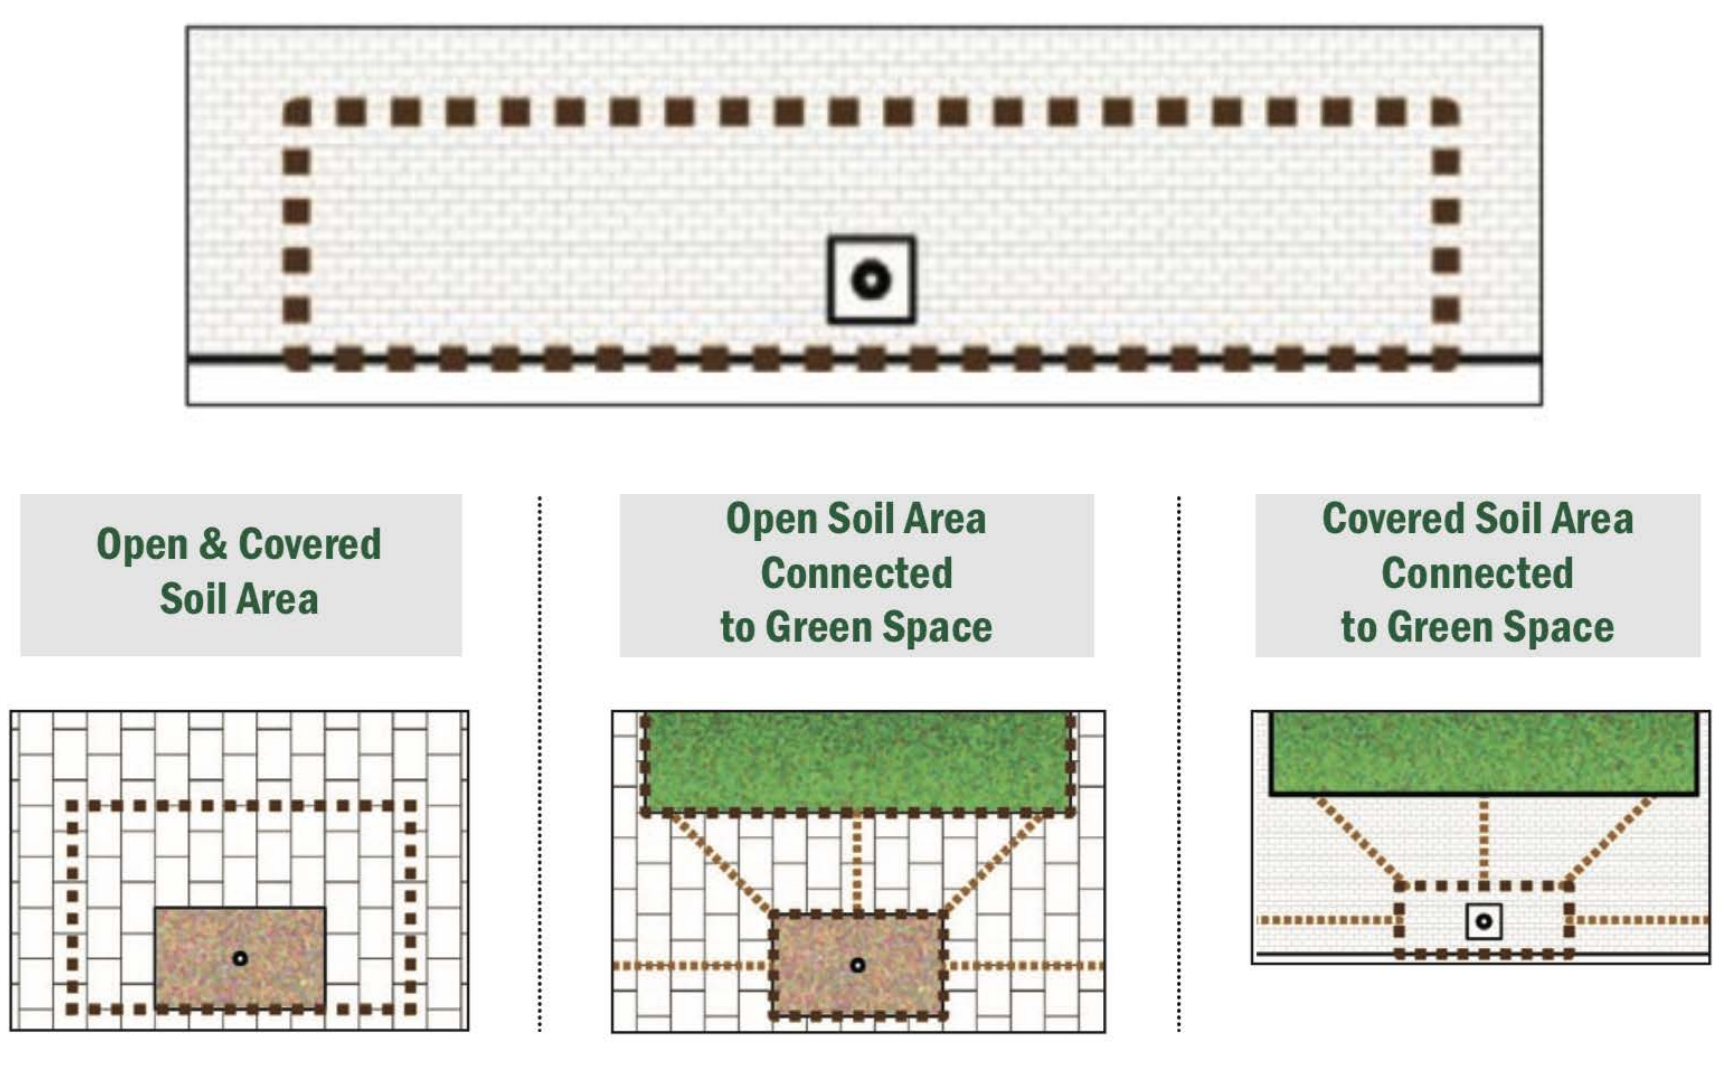 Open & Covered
Soil Area
Open Soil Area
Connected
to Green Space
Covered Soil Area
Connected
to Green Space